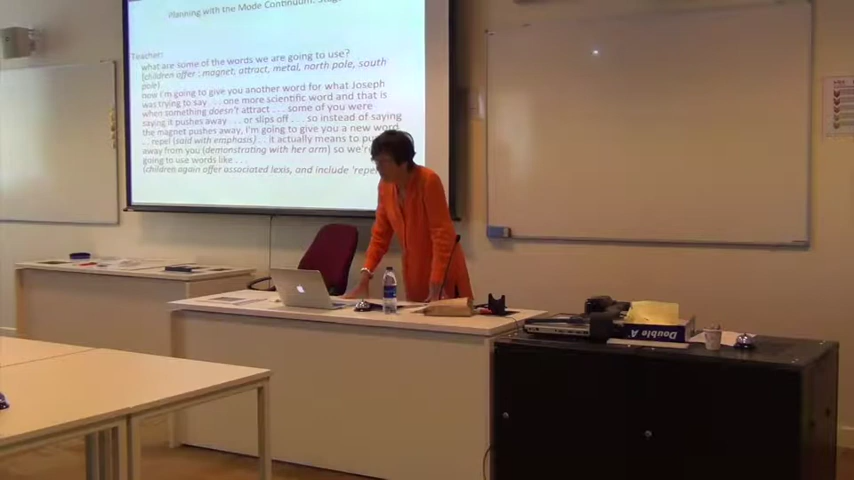 Planning with the Mode Continuum: Stage
Teacher:
what are some of the words we are going to use?
(children offer : magnet, attract, metal, north pole, south
pole)
now I'm going to give you another word for what Joseph
was trying to say . . . one more scientific word and that is
when something doesn't attract . . . some of you were
saying it pushes away . . . or slips off . . . so instead of saying
the magnet pushes away, I'm going to give you a new word
. . repel (said with emphasis) . . it actually means to
away from you (demonstrating with her arm) so
going to use words like ....
(children again offer associated lexis, and include 'repel
Double A